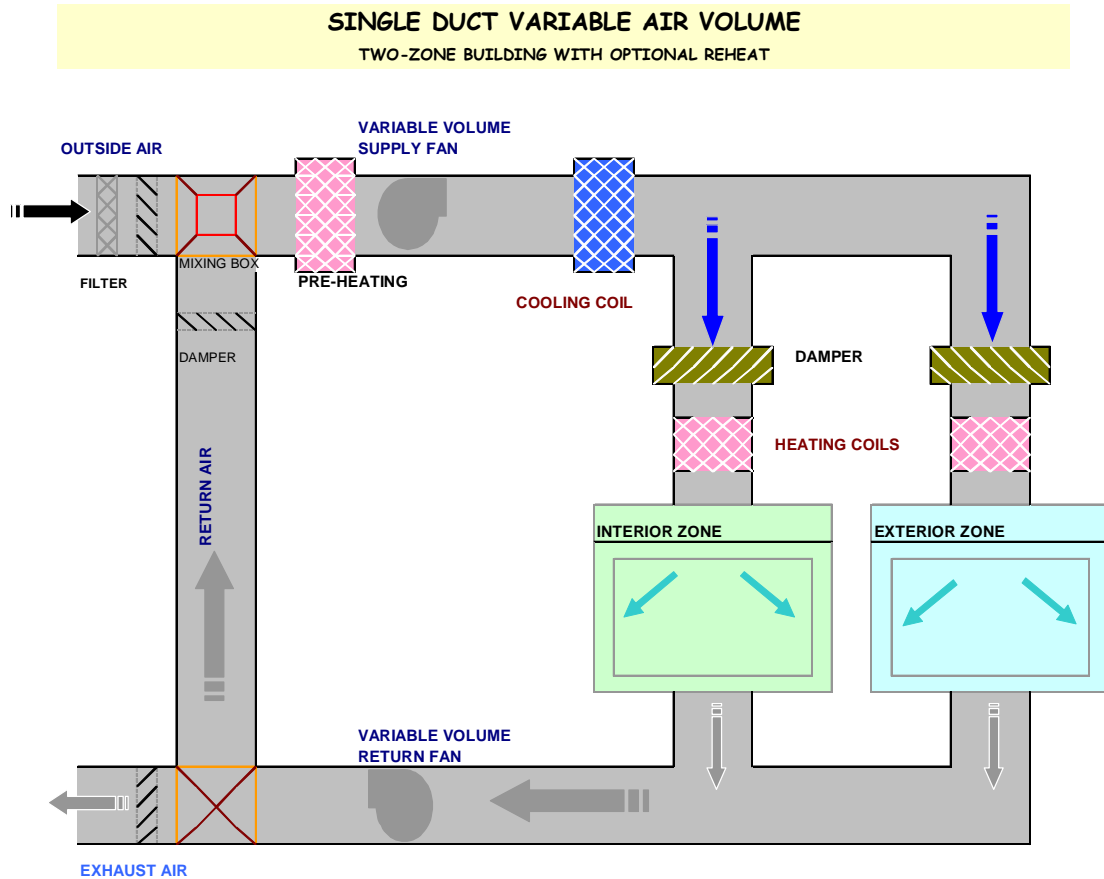 SINGLE DUCT VARIABLE AIR VOLUME
TWO-ZONE BUILDING WITH OPTIONAL REHEAT
VARIABLE VOLUME
SUPPLY FAN
OUTSIDE AIR
MIXING BOX
FILTER
PRE-HEATING
COOLING COIL
DAMPER
DAMPER
HEATING COILS
RETURN AIR
INTERIOR ZONE
EXTERIOR ZONE
VARIABLE VOLUME
RETURN FAN
EXHAUST AIR